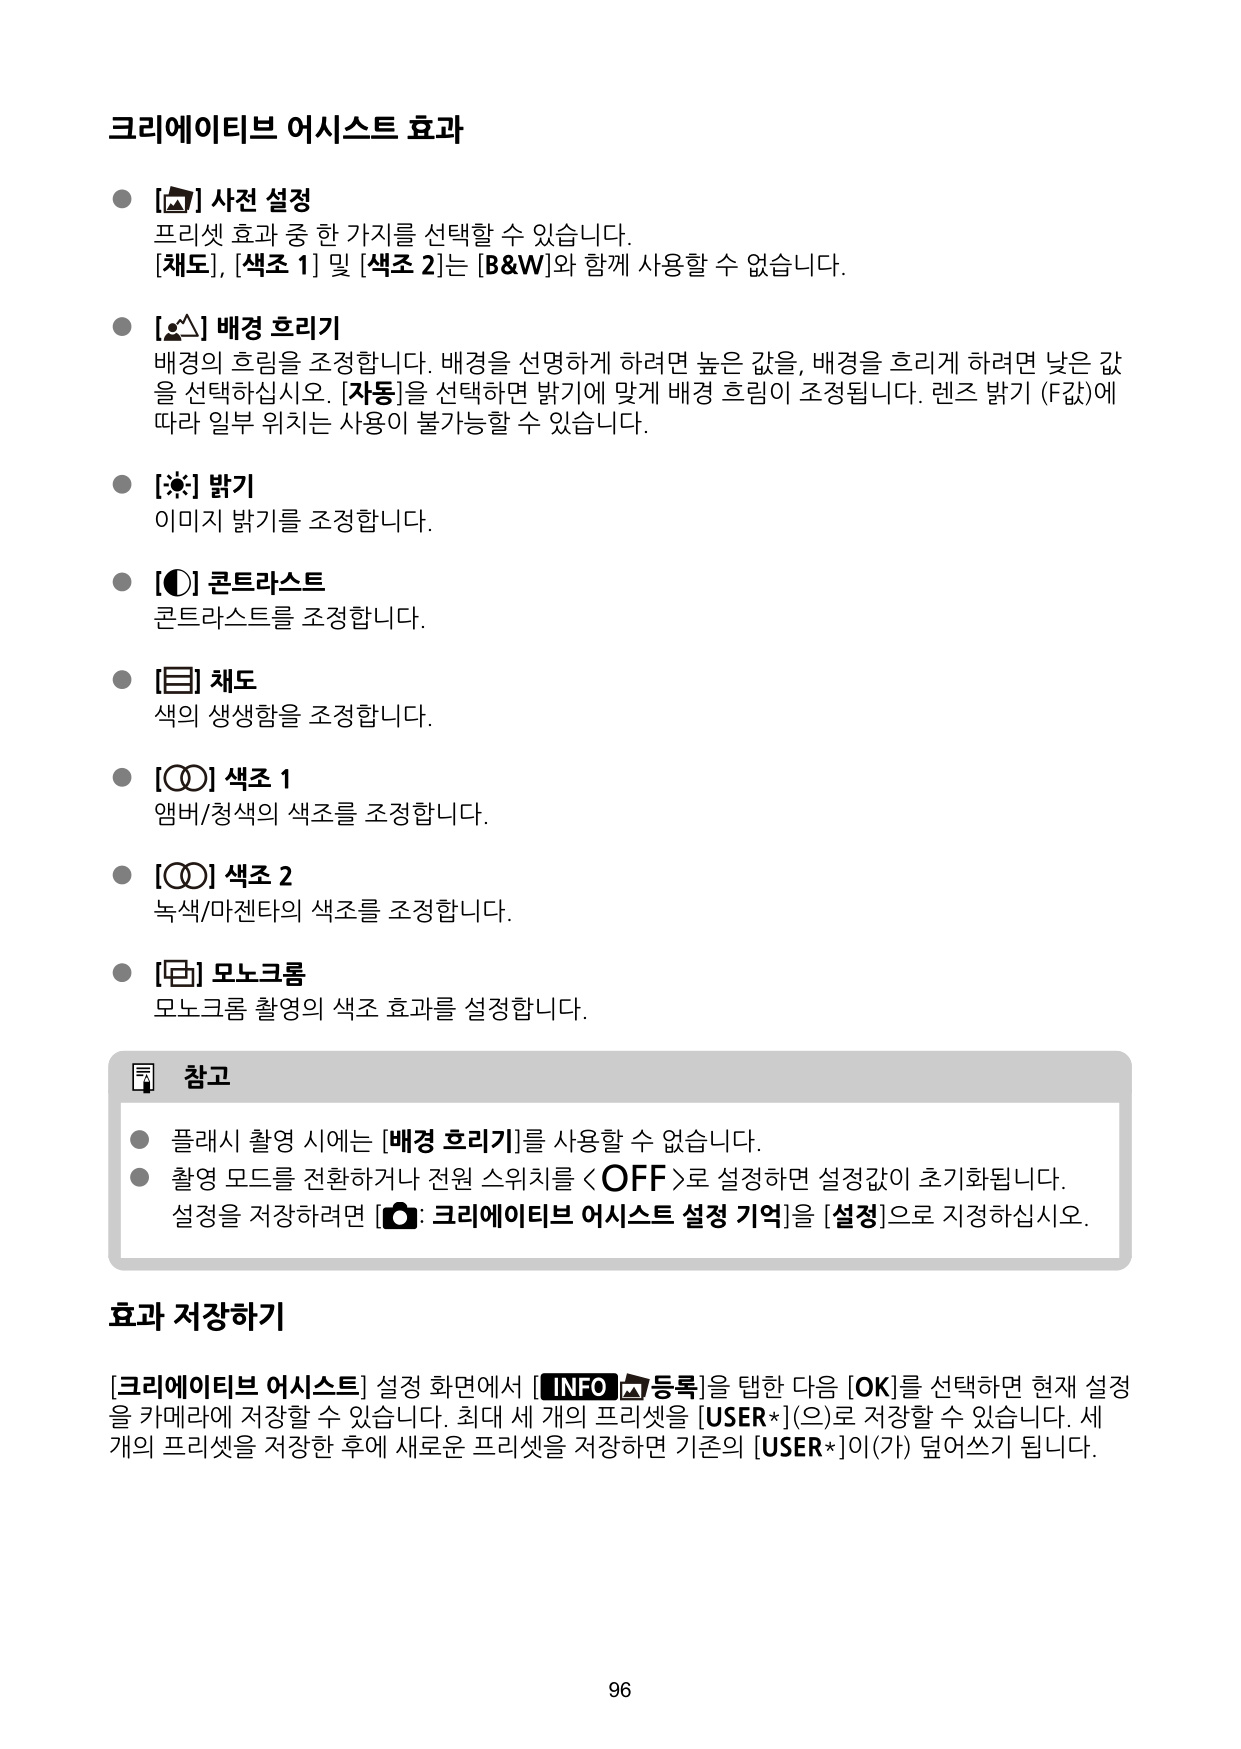 크리에이티브 어시스트 효과
● [] 사전 설정
프리셋 효과 중 한 가지를 선택할 수 있습니다.
[채도], [색조 1] 및 [색조 2]는 [B&W]와 함께 사용할 수 없습니다.
● [] 배경 흐리기
배경의 흐림을 조정합니다. 배경을 선명하게 하려면 높은 값을, 배경을 흐리게 하려면 낮은 값
을 선택하십시오. [자동]을 선택하면 밝기에 맞게 배경 흐림이 조정됩니다. 렌즈 밝기 (F값)에
따라 일부 위치는 사용이 불가능할 수 있습니다.
● [] 밝기
이미지 밝기를 조정합니다.
● [] 콘트라스트
콘트라스트를 조정합니다.
● [] 채도
색의 생생함을 조정합니다.
● [] 색조 1
앰버/청색의 색조를 조정합니다.
● [] 색조 2
녹색/마젠타의 색조를 조정합니다.
● [] 모노크롬
모노크롬 촬영의 색조 효과를 설정합니다.
참고
● 플래시 촬영 시에는 [배경 흐리기]를 사용할 수 없습니다.
● 촬영 모드를 전환하거나 전원 스위치를 <OFF>로 설정하면 설정값이 초기화됩니다.
설정을 저장하려면 [: 크리에이티브 어시스트 설정 기억]을 [설정]으로 지정하십시오.
효과 저장하기
[크리에이티브 어시스트] 설정 화면에서 [INFO 등록]을 탭한 다음 [OK]를 선택하면 현재 설정
을 카메라에 저장할 수 있습니다. 최대 세 개의 프리셋을 [USER*](으)로 저장할 수 있습니다. 세
개의 프리셋을 저장한 후에 새로운 프리셋을 저장하면 기존의 [USER*]이(가) 덮어쓰기 됩니다.
96